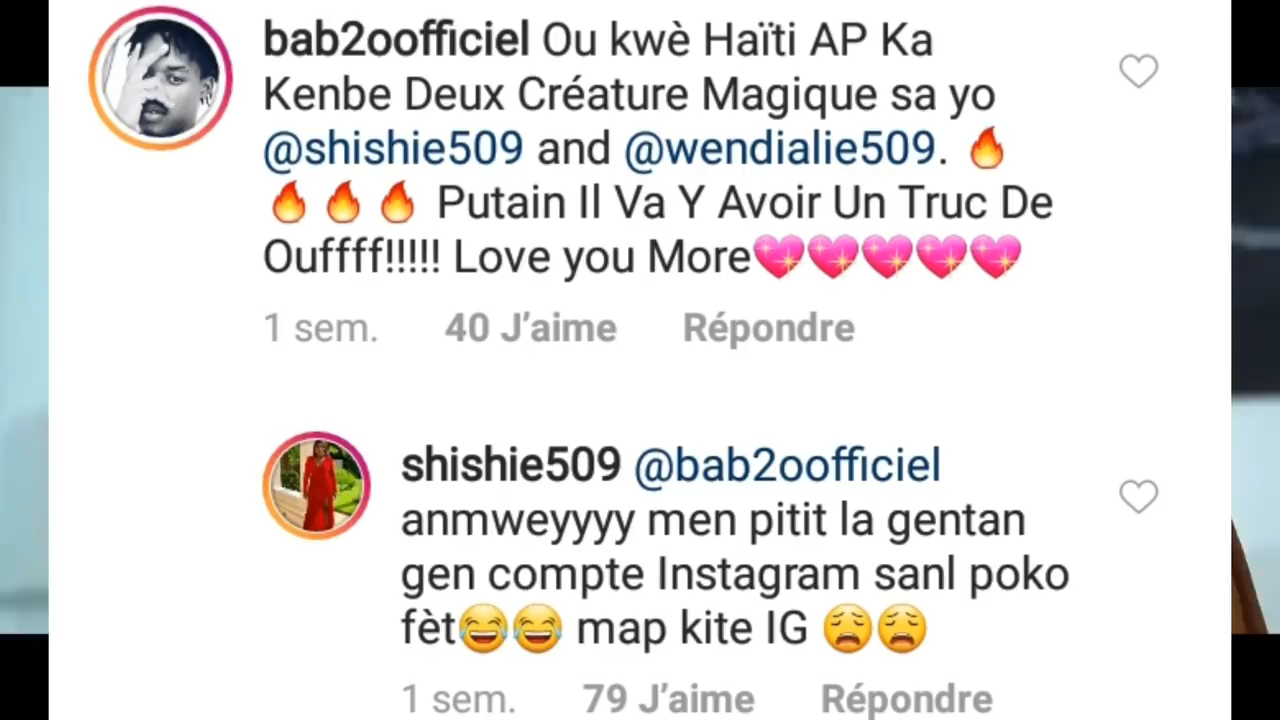 bab2oofficiel Ou kwè Haïti AP Ka
Kenbe Deux Créature Magique sa yo
@shishie509 and @wendialie509. 🔥
🔥🔥🔥 Putain Il Va Y Avoir Un Truc De
Ouffff!!!!! Love you More💖💖💖💖💖
1 sem. 40 J’aime Répondre
shishie509 @bab2oofficiel
anmweyyyy men pitit la gentan
gen compte Instagram sanl poko
fèt😂😂 map kite IG 😩😩
1 sem. 79 J’aime Répondre